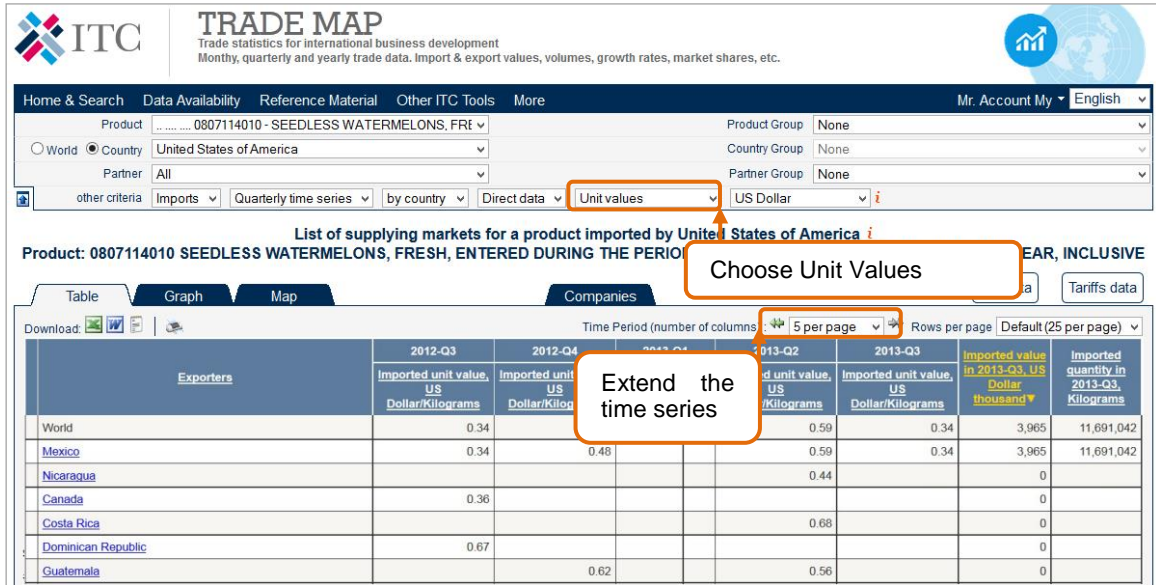 ITC
TRADE MAP
Trade statistics for international business development
Monthy, quarterly and yearly trade data. Import & export values, volumes, growth rates, market shares, etc.
Home & Search Data Availability Reference Material Other ITC Tools More Mr. Account My English
Product .. .... .... 0807114010 - SEEDLESS WATERMELONS, FRE Product Group None
World Country United States of America Country Group None
Partner All Partner Group None
other criteria Imports Quarterly time series by country Direct data Unit values US Dollar i
List of supplying markets for a product imported by United States of America i
Product: 0807114010 SEEDLESS WATERMELONS, FRESH, ENTERED DURING THE EAR, INCLUSIVE
Choose Unit Values
Table Graph Map Companies Tariffs data
Download: Time Period (number of columns) : 5 per page Rows per page Default (25 per page)
2012-Q3 2012-Q4 2013-Q2 2013-Q3
Exporters Imported unit value, US Dollar/Kilograms Imported unit US Dollar/Kilog unit value, US /Kilograms Imported unit value, US Dollar/Kilograms Imported value in 2013-Q3, US Dollar thousand Imported quantity in 2013-Q3, Kilograms
Extend the
time series
World 0.34 0.59 0.34 3,965 11,691,042
Mexico 0.34 0.48 0.59 0.34 3,965 11,691,042
Nicaragua 0.44 0
Canada 0.36 0
Costa Rica 0.68 0
Dominican Republic 0.67 0
Guatemala 0.62 0.56 0